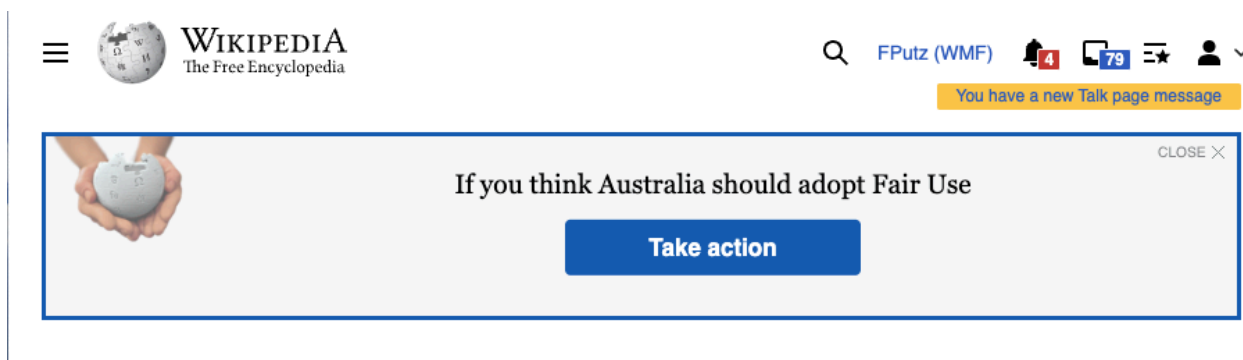 WIKIPEDIA
The Free Encyclopedia
FPutz (WMF) 4 79
You have a new Talk page message
CLOSE ×
If you think Australia should adopt Fair Use
Take action